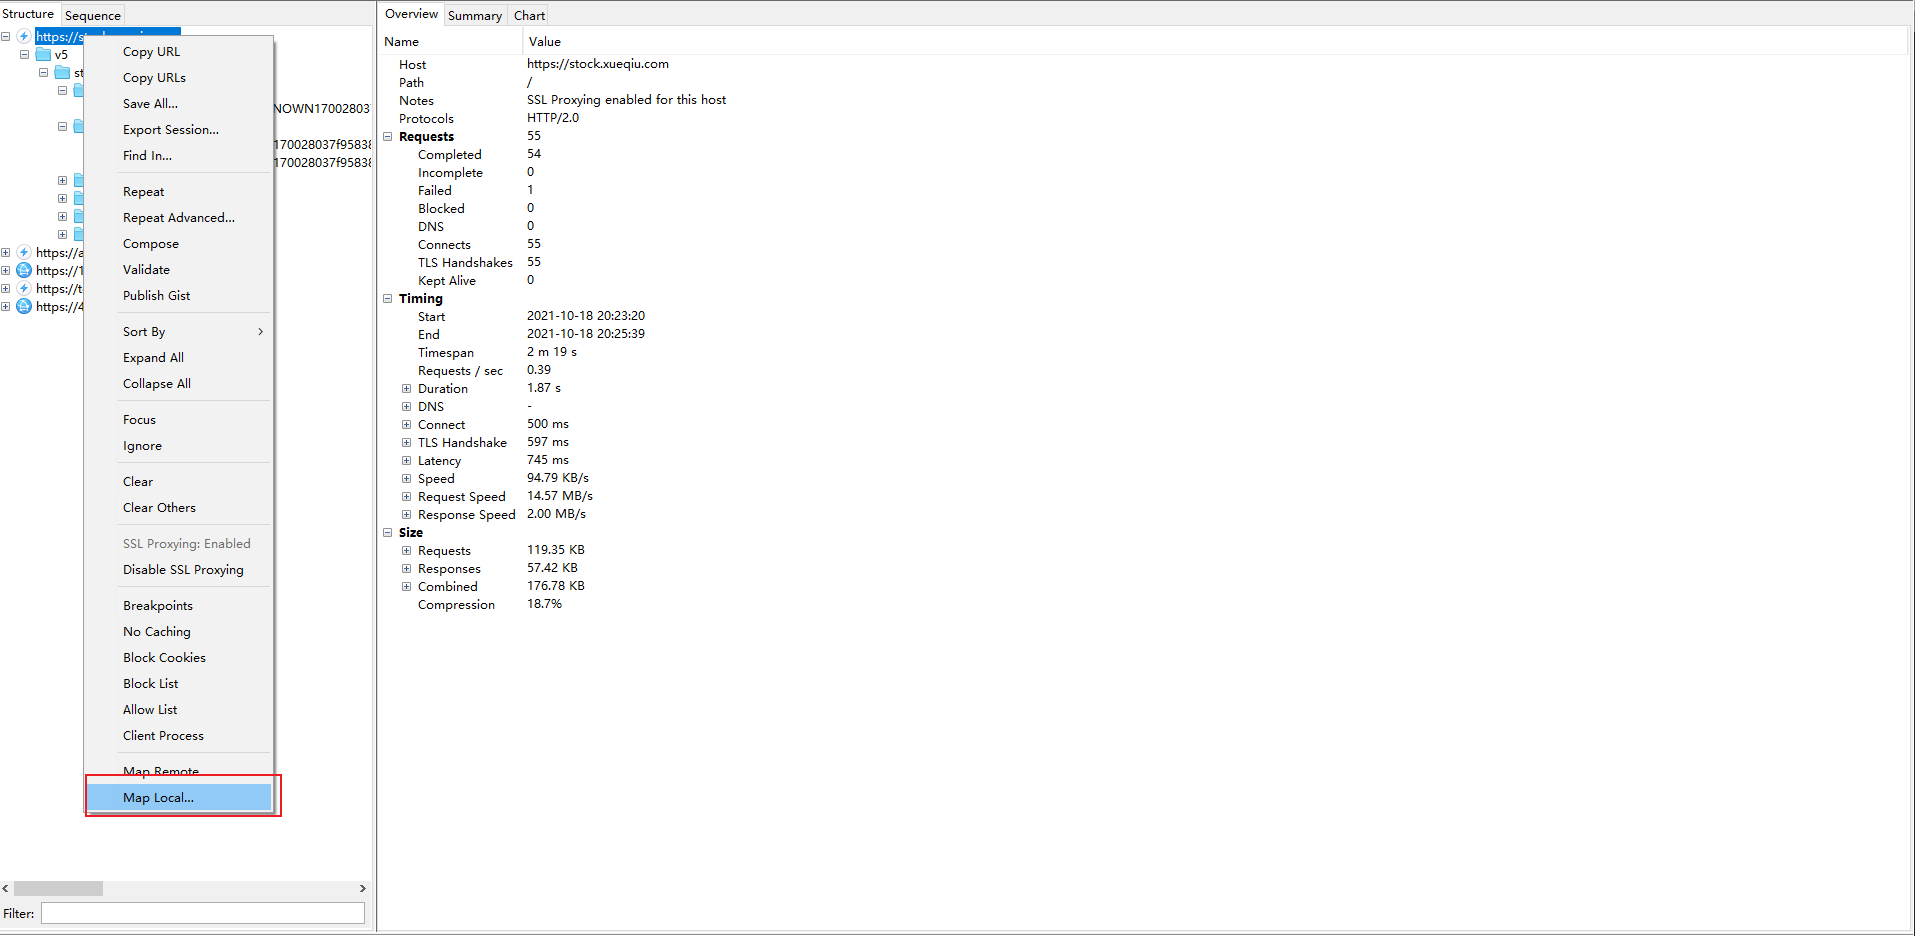 Structure
Sequence
https://st
v5
st
NOWN17002803
170028037f95838
170028037f95838
https://a
https://1
https://t
https://4
Copy URL
Copy URLs
Save All...
Export Session...
Find In...
Repeat
Repeat Advanced...
Compose
Validate
Publish Gist
Sort By
Expand All
Collapse All
Focus
Ignore
Clear
Clear Others
SSL Proxying: Enabled
Disable SSL Proxying
Breakpoints
No Caching
Block Cookies
Block List
Allow List
Client Process
Map Remote
Map Local...
Filter:
Overview Summary Chart
Name Value
Host https://stock.xueqiu.com
Path /
Notes SSL Proxying enabled for this host
Protocols HTTP/2.0
Requests 55
Completed 54
Incomplete 0
Failed 1
Blocked 0
DNS 0
Connects 55
TLS Handshakes 55
Kept Alive 0
Timing
Start 2021-10-18 20:23:20
End 2021-10-18 20:25:39
Timespan 2 m 19 s
Requests / sec 0.39
Duration 1.87 s
DNS -
Connect 500 ms
TLS Handshake 597 ms
Latency 745 ms
Speed 94.79 KB/s
Request Speed 14.57 MB/s
Response Speed 2.00 MB/s
Size
Requests 119.35 KB
Responses 57.42 KB
Combined 176.78 KB
Compression 18.7%